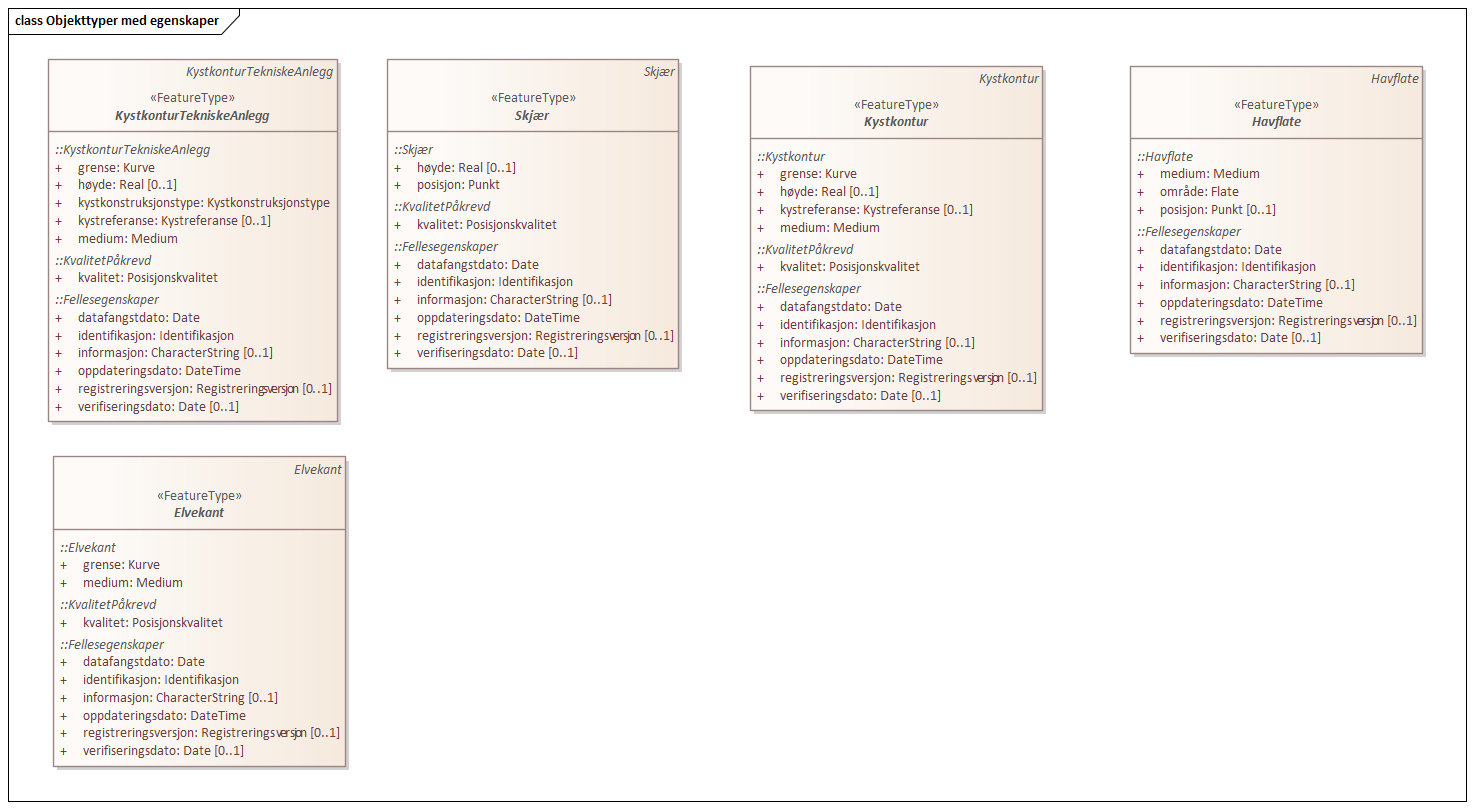 class Objekttyper med egenskaper
KystkonturTekniskeAnlegg
«FeatureType»
KystkonturTekniskeAnlegg
::KystkonturTekniskeAnlegg
+ grense: Kurve
+ høyde: Real [0..1]
+ kystkonstruksjonstype: Kystkonstruksjonstype
+ kystreferanse: Kystreferanse [0..1]
+ medium: Medium
::KvalitetPåkrevd
+ kvalitet: Posisjonskvalitet
::Fellesegenskaper
+ datafangstdato: Date
+ identifikasjon: Identifikasjon
+ informasjon: CharacterString [0..1]
+ oppdateringsdato: DateTime
+ registreringsversjon: Registreringsversjon [0..1]
+ verifiseringsdato: Date [0..1]
Skjær
«FeatureType»
Skjær
::Skjær
+ høyde: Real [0..1]
+ posisjon: Punkt
::KvalitetPåkrevd
+ kvalitet: Posisjonskvalitet
::Fellesegenskaper
+ datafangstdato: Date
+ identifikasjon: Identifikasjon
+ informasjon: CharacterString [0..1]
+ oppdateringsdato: DateTime
+ registreringsversjon: Registreringsversjon [0..1]
+ verifiseringsdato: Date [0..1]
Kystkontur
«FeatureType»
Kystkontur
::Kystkontur
+ grense: Kurve
+ høyde: Real [0..1]
+ kystreferanse: Kystreferanse [0..1]
+ medium: Medium
::KvalitetPåkrevd
+ kvalitet: Posisjonskvalitet
::Fellesegenskaper
+ datafangstdato: Date
+ identifikasjon: Identifikasjon
+ informasjon: CharacterString [0..1]
+ oppdateringsdato: DateTime
+ registreringsversjon: Registreringsversjon [0..1]
+ verifiseringsdato: Date [0..1]
Havflate
«FeatureType»
Havflate
::Havflate
+ medium: Medium
+ område: Flate
+ posisjon: Punkt [0..1]
::Fellesegenskaper
+ datafangstdato: Date
+ identifikasjon: Identifikasjon
+ informasjon: CharacterString [0..1]
+ oppdateringsdato: DateTime
+ registreringsversjon: Registreringsversjon [0..1]
+ verifiseringsdato: Date [0..1]
Elvekant
«FeatureType»
Elvekant
::Elvekant
+ grense: Kurve
+ medium: Medium
::KvalitetPåkrevd
+ kvalitet: Posisjonskvalitet
::Fellesegenskaper
+ datafangstdato: Date
+ identifikasjon: Identifikasjon
+ informasjon: CharacterString [0..1]
+ oppdateringsdato: DateTime
+ registreringsversjon: Registreringsversjon [0..1]
+ verifiseringsdato: Date [0..1]